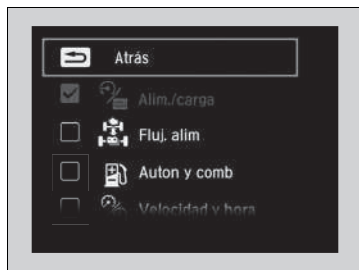 Atrás
Alim./carga
Fluj. alim
Auton y comb
Velocidad y hora